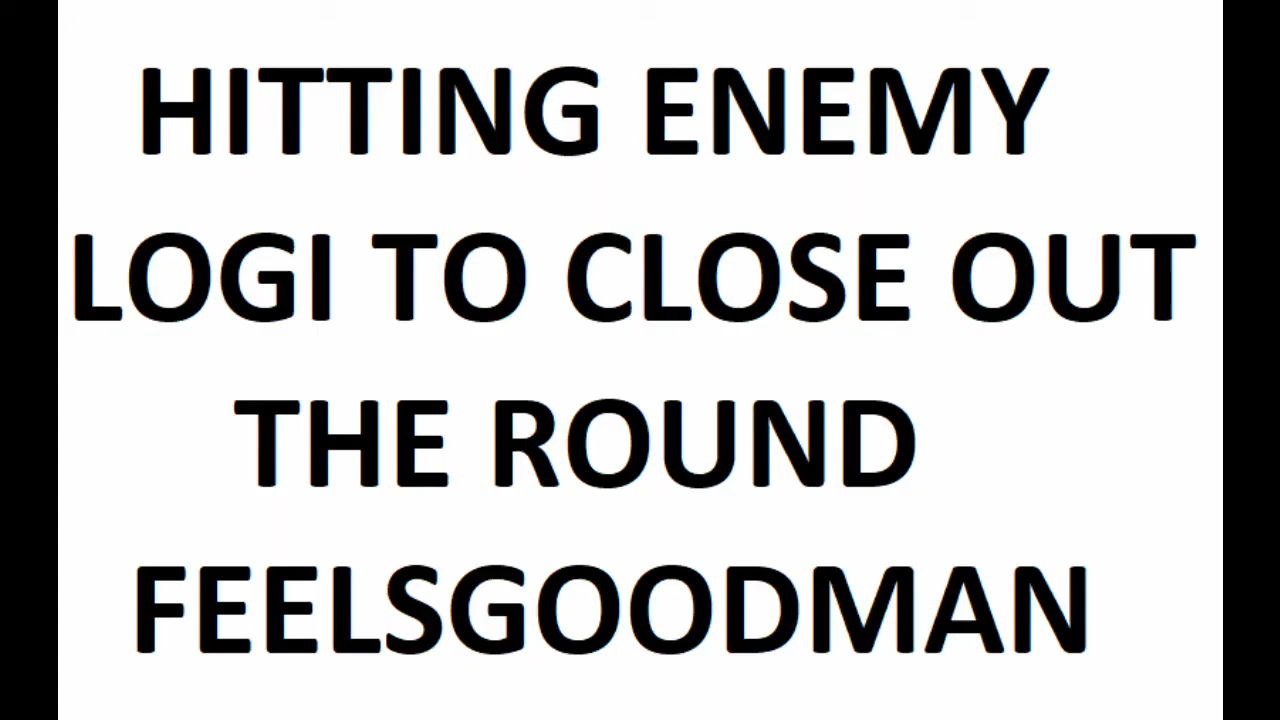 HITTING ENEMY
LOGI TO CLOSE OUT
THE ROUND
FEELSGOODMAN